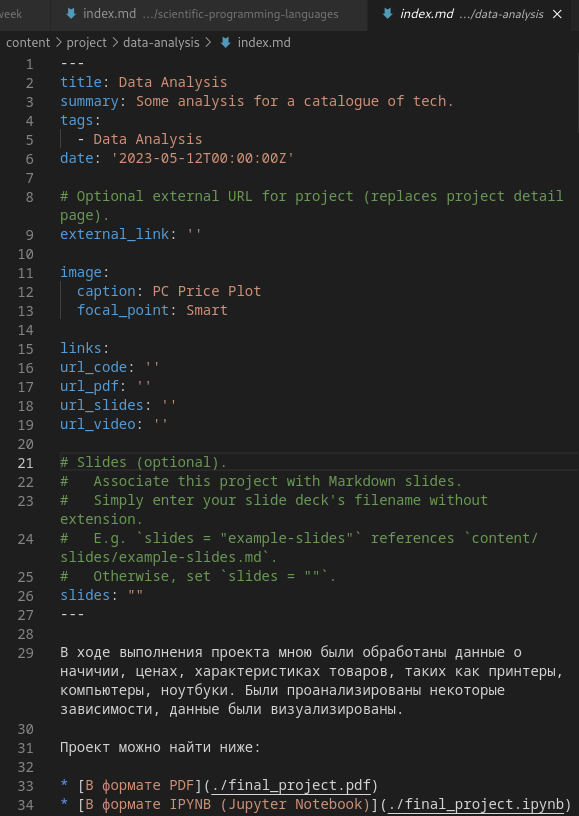 week
index.md .../scientific-programming-languages
index.md .../data-analysis ×
content > project > data-analysis > index.md
1 ---
2 title: Data Analysis
3 summary: Some analysis for a catalogue of tech.
4 tags:
5   - Data Analysis
6 date: '2023-05-12T00:00:00Z'
7
8 # Optional external URL for project (replaces project detail
page).
9 external_link: ''
10
11 image:
12   caption: PC Price Plot
13   focal_point: Smart
14
15 links:
16 url_code: ''
17 url_pdf: ''
18 url_slides: ''
19 url_video: ''
20
21 # Slides (optional).
22 #   Associate this project with Markdown slides.
23 #   Simply enter your slide deck's filename without
extension.
24 #   E.g. `slides = "example-slides"` references `content/
slides/example-slides.md`.
25 #   Otherwise, set `slides = ""`.
26 slides: ""
27 ---
28
29 В ходе выполнения проекта мною были обработаны данные о
начичии, ценах, характеристиках товаров, таких как принтеры,
компьютеры, ноутбуки. Были проанализированы некоторые
зависимости, данные были визуализированы.
30
31 Проект можно найти ниже:
32
33 * [В формате PDF](./final_project.pdf)
34 * [В формате IPYNB (Jupyter Notebook)](./final_project.ipynb)